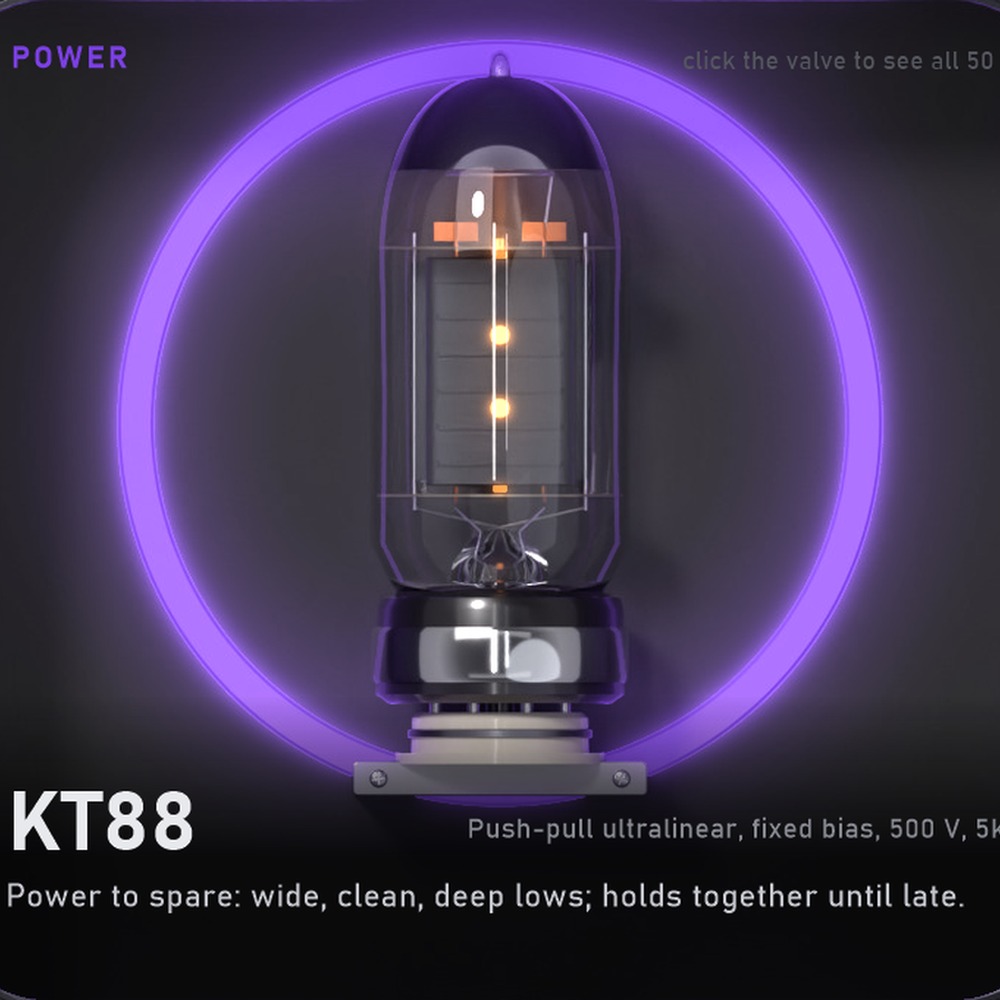 POWER
click the valve to see all 50
KT88
Push-pull ultralinear, fixed bias, 500 V, 5k
Power to spare: wide, clean, deep lows; holds together until late.